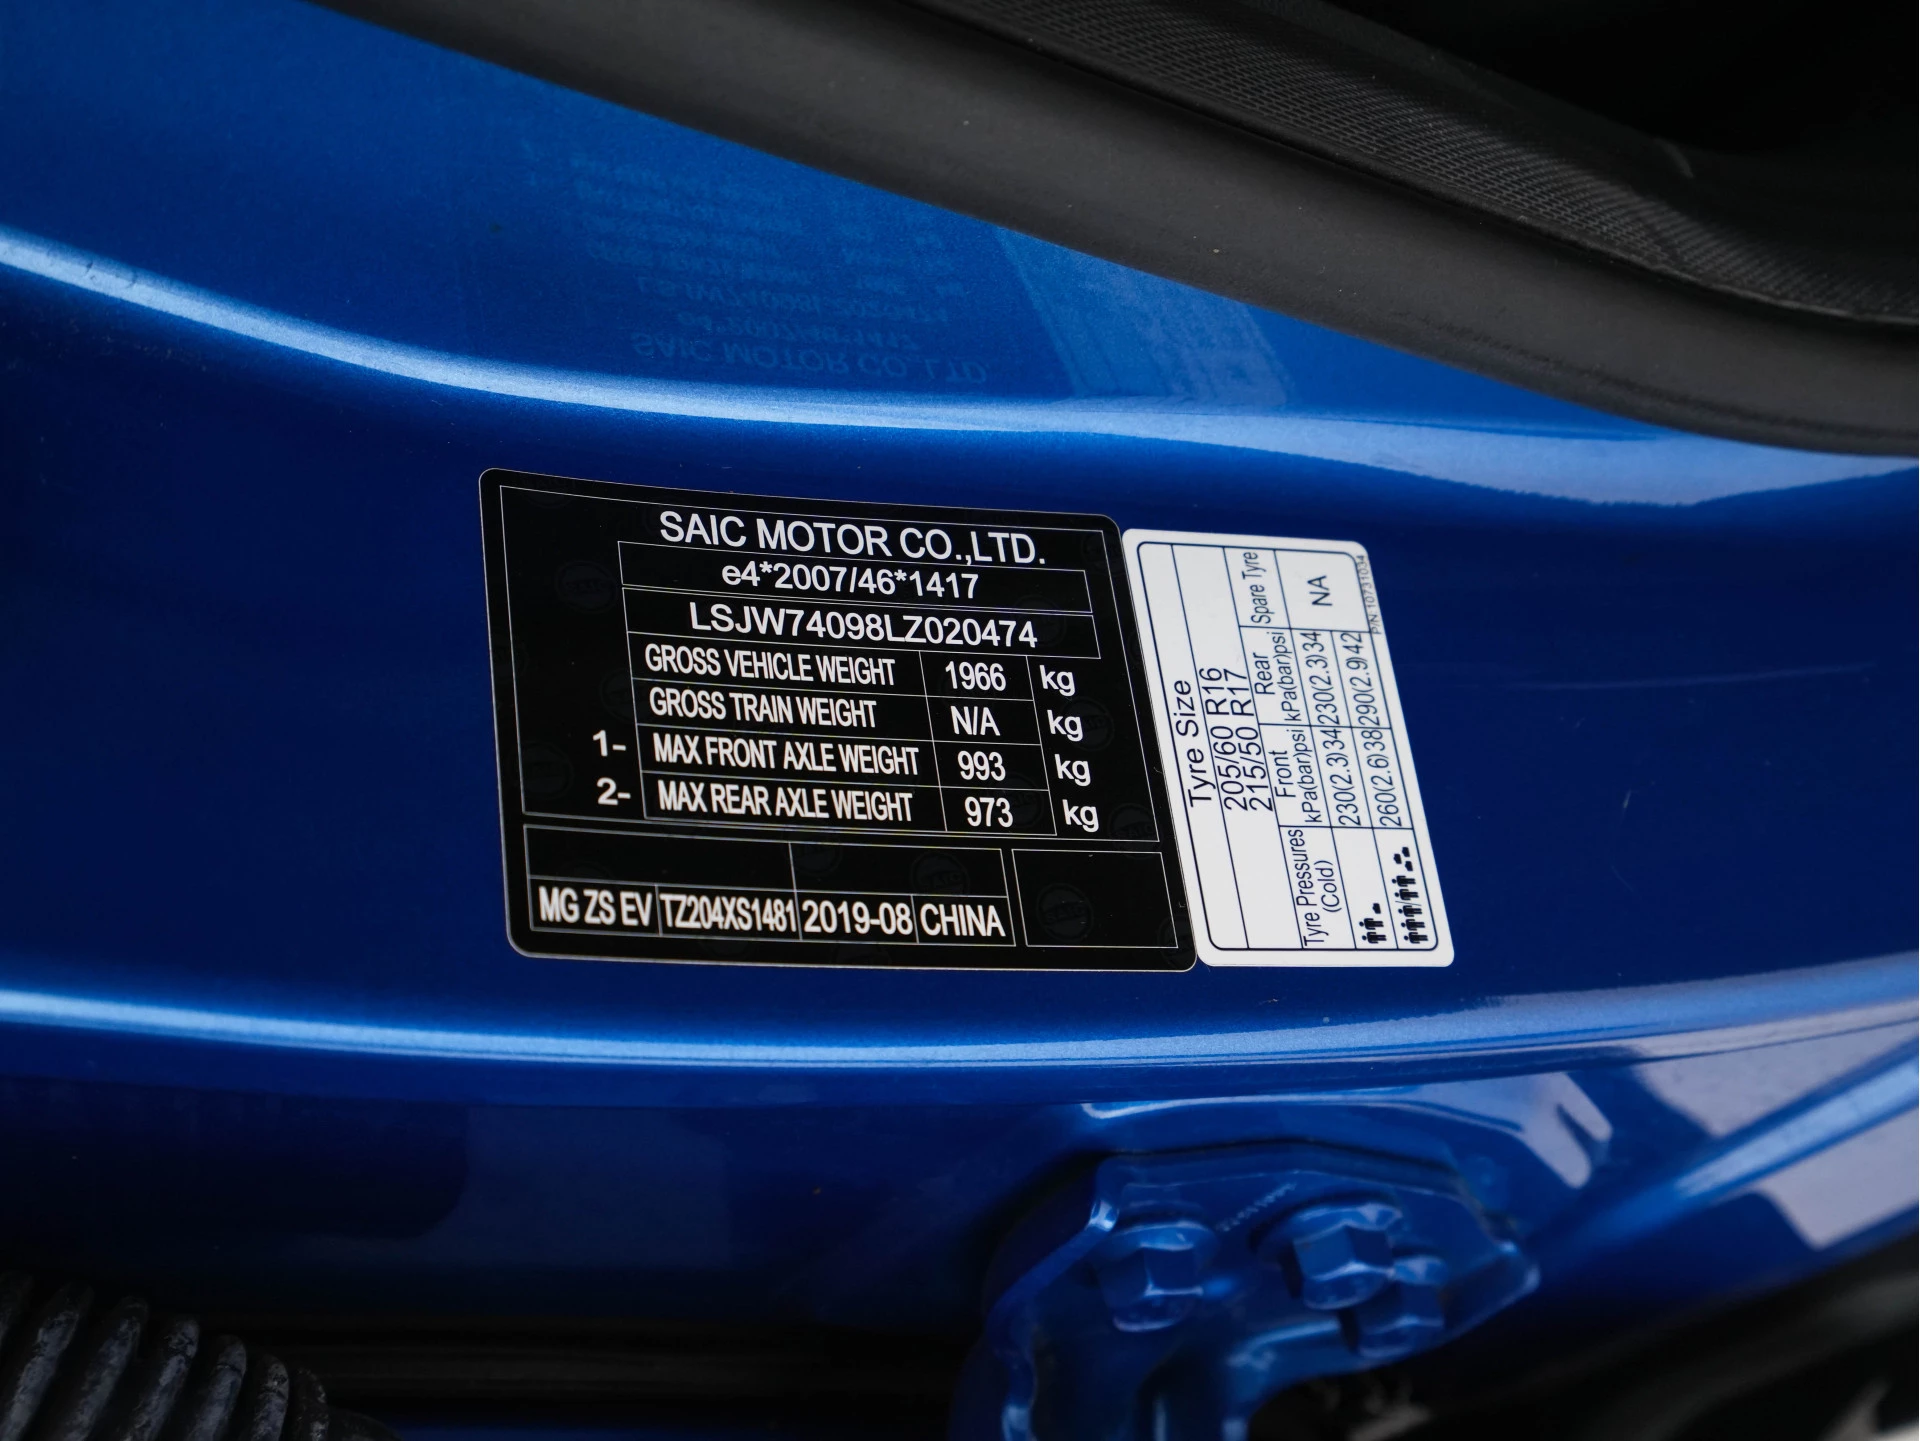 SAIC MOTOR CO.,LTD.
e4*2007/46*1417
LSJW74098LZ020474
GROSS VEHICLE WEIGHT 1966 kg
GROSS TRAIN WEIGHT N/A kg
1- MAX FRONT AXLE WEIGHT 993 kg
2- MAX REAR AXLE WEIGHT 973 kg
MG ZS EV TZ204XS1481 2019-08 CHINA
Tyre Size
205/60 R16
215/50 R17
Tyre Pressures (Cold) Front kPa(bar)psi Rear kPa(bar)psi Spare Tyre
230(2.3)34 230(2.3)34 NA
260(2.6)38 290(2.9)42
P/N 10731034